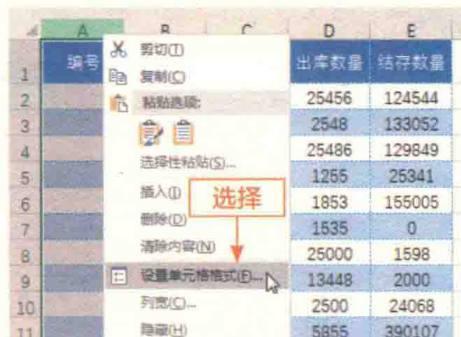 A B C D E
1 编号 出库数量 结存数量
剪切(T)
复制(C)
2 粘贴选项: 25456 124544
3 2548 133052
4 25486 129849
选择性粘贴(S)...
5 1255 25341
插入(I) 选择
6 1853 155005
删除(D)
7 1535 0
清除内容(N)
8 25000 1598
9 设置单元格格式(F)... 13448 2000
10 列宽(C)... 2500 24068
11 隐藏(H) 5855 390107